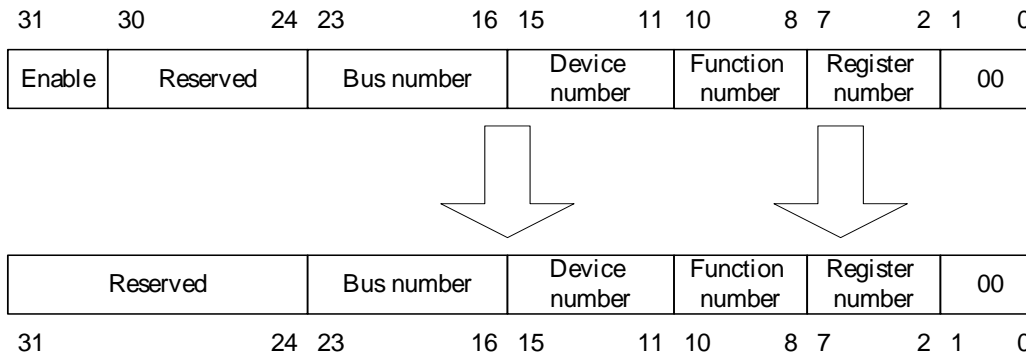 31 30 24 23 16 15 11 10 8 7 2 1 0
Enable Reserved Bus number Device number Function number Register number 00
Reserved Bus number Device number Function number Register number 00
31 24 23 16 15 11 10 8 7 2 1 0